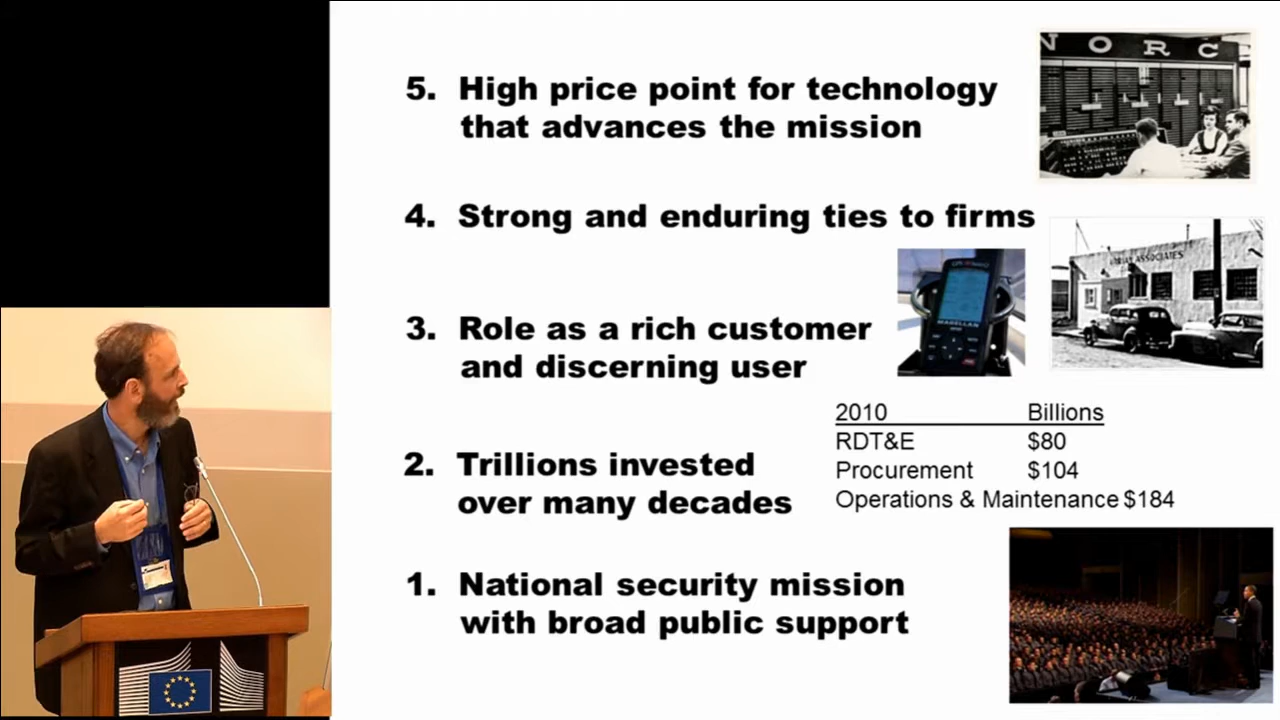 5. High price point for technology
that advances the mission
NORC
4. Strong and enduring ties to firms
ASSOCIATES
3. Role as a rich customer
and discerning user
MAGELLAN
2010 Billions
RDT&E $80
Procurement $104
Operations & Maintenance $184
2. Trillions invested
over many decades
1. National security mission
with broad public support